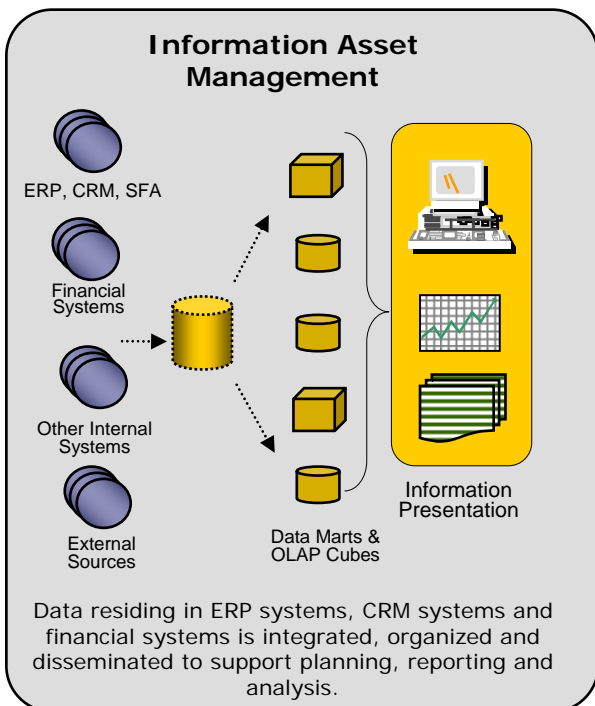 Information Asset
Management
ERP, CRM, SFA
Financial
Systems
Other Internal
Systems
External
Sources
Data Marts &
OLAP Cubes
Information
Presentation
Data residing in ERP systems, CRM systems and
financial systems is integrated, organized and
disseminated to support planning, reporting and
analysis.